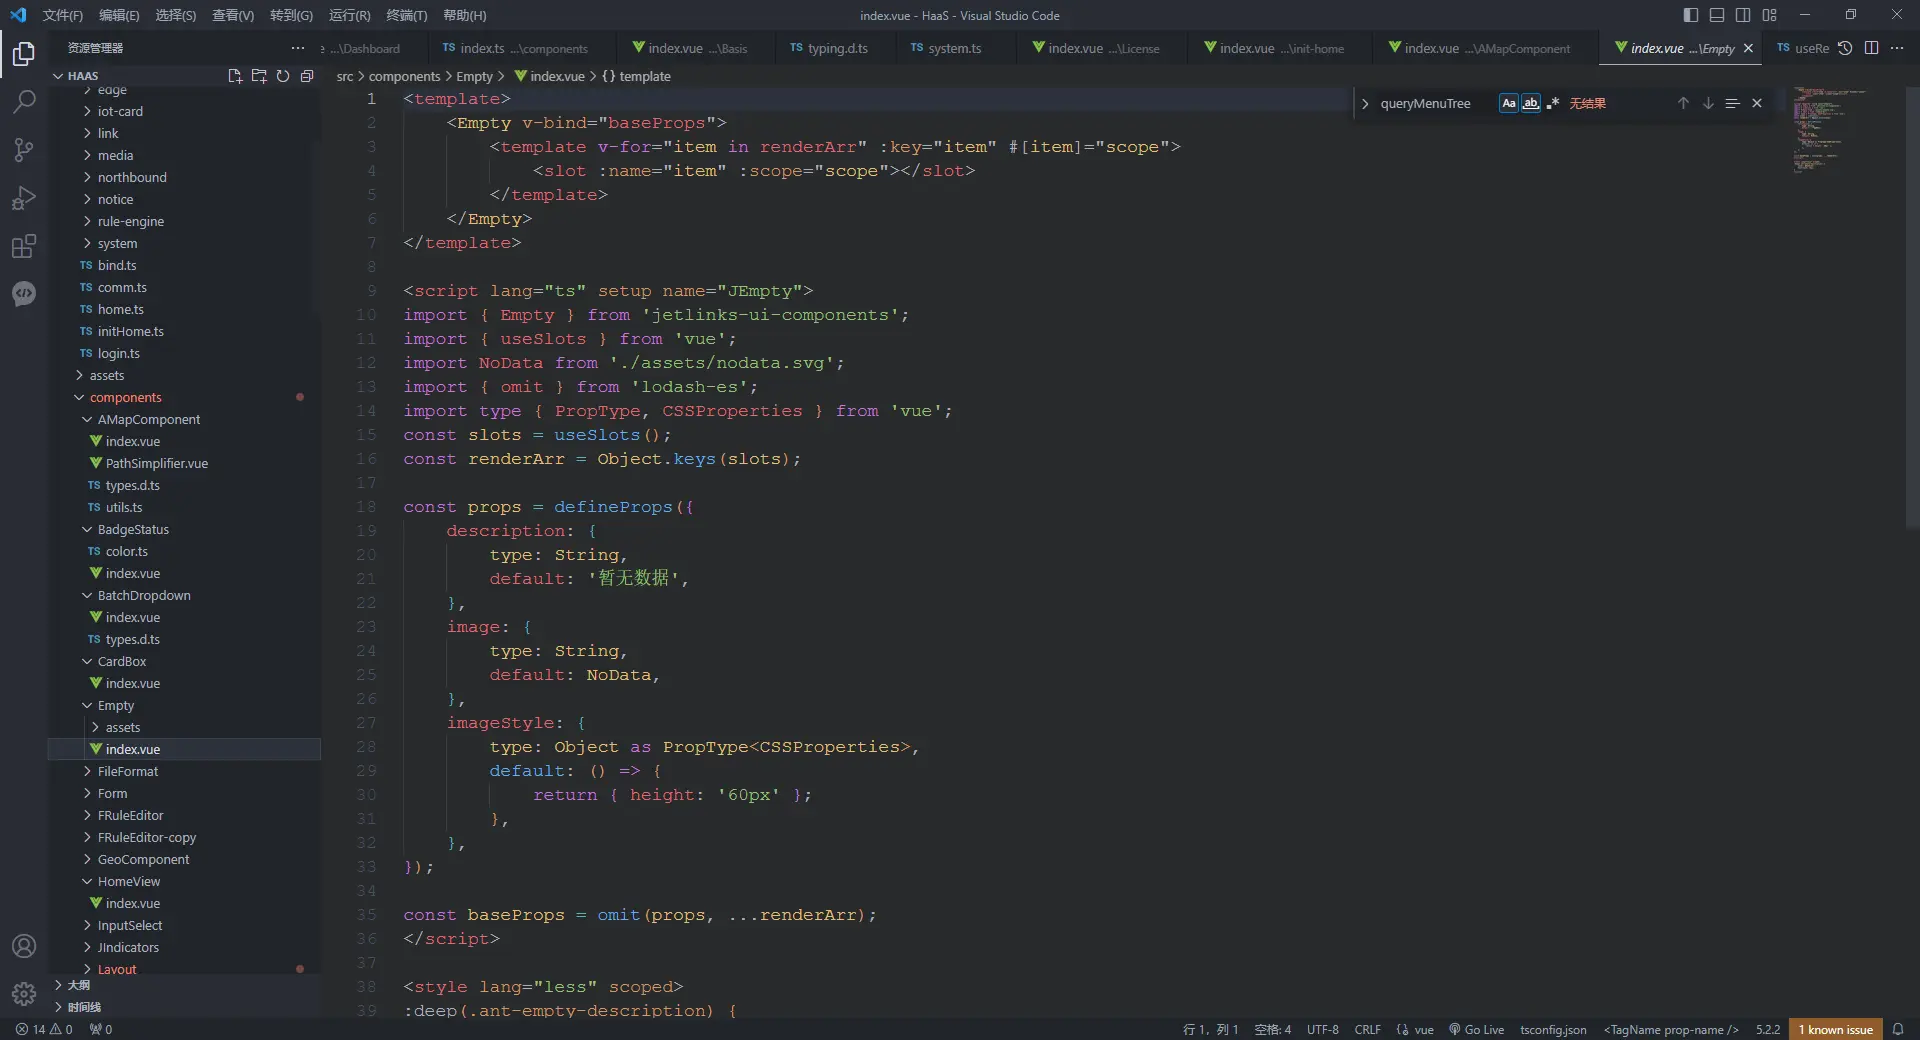 文件(F) 编辑(E) 选择(S) 查看(V) 转到(G) 运行(R) 终端(T) 帮助(H)
index.vue - HaaS - Visual Studio Code
资源管理器
e ...\Dashboard
TS index.ts ...\components
index.vue ...\Basis
TS typing.d.ts
TS system.ts
index.vue ...\License
index.vue ...\init-home
index.vue ...\AMapComponent
index.vue ...\Empty
TS useRe
HAAS
edge
iot-card
link
media
northbound
notice
rule-engine
system
TS bind.ts
TS comm.ts
TS home.ts
TS initHome.ts
TS login.ts
assets
components
AMapComponent
index.vue
PathSimplifier.vue
TS types.d.ts
TS utils.ts
BadgeStatus
TS color.ts
index.vue
BatchDropdown
index.vue
TS types.d.ts
CardBox
index.vue
Empty
assets
index.vue
FileFormat
Form
FRuleEditor
FRuleEditor-copy
GeoComponent
HomeView
index.vue
InputSelect
JIndicators
Layout
大纲
时间线
src > components > Empty > index.vue > {} template
queryMenuTree Aa ab .* 无结果
1 <template>
2 <Empty v-bind="baseProps">
3 <template v-for="item in renderArr" :key="item" #[item]="scope">
4 <slot :name="item" :scope="scope"></slot>
5 </template>
6 </Empty>
7 </template>
8
9 <script lang="ts" setup name="JEmpty">
10 import { Empty } from 'jetlinks-ui-components';
11 import { useSlots } from 'vue';
12 import NoData from './assets/nodata.svg';
13 import { omit } from 'lodash-es';
14 import type { PropType, CSSProperties } from 'vue';
15 const slots = useSlots();
16 const renderArr = Object.keys(slots);
17
18 const props = defineProps({
19 description: {
20 type: String,
21 default: '暂无数据',
22 },
23 image: {
24 type: String,
25 default: NoData,
26 },
27 imageStyle: {
28 type: Object as PropType<CSSProperties>,
29 default: () => {
30 return { height: '60px' };
31 },
32 },
33 });
34
35 const baseProps = omit(props, ...renderArr);
36 </script>
37
38 <style lang="less" scoped>
39 :deep(.ant-empty-description) {
14 0 0 行 1，列 1 空格: 4 UTF-8 CRLF vue Go Live tsconfig.json <TagName prop-name /> 5.2.2 1 known issue